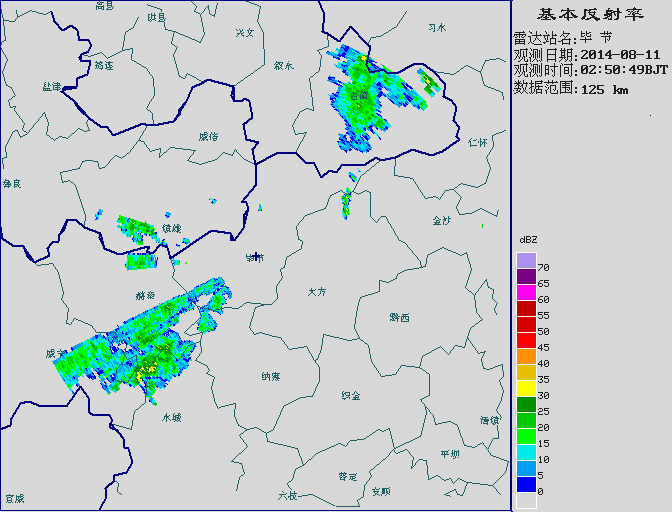 基本反射率
雷达站名:毕 节
观测日期:2014-08-11
观测时间:02:50:49BJT
数据范围:125 km
高县
珙县
兴文
习水
筠连
叙永
盐津
古蔺
威信
仁怀
彝良
镇雄
金沙
毕节
赫章
大方
黔西
威宁
纳雍
织金
水城
清镇
平坝
普定
六枝
安顺
宣威
dBZ
70
65
60
55
50
45
40
35
30
25
20
15
10
5
0